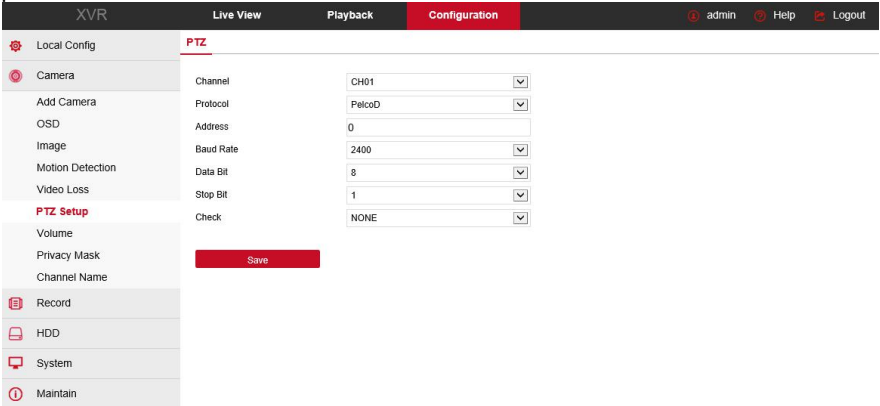 XVR Live View Playback Configuration admin Help Logout
Local Config
Camera
Add Camera
OSD
Image
Motion Detection
Video Loss
PTZ Setup
Volume
Privacy Mask
Channel Name
Record
HDD
System
Maintain
PTZ
Channel CH01
Protocol PelcoD
Address 0
Baud Rate 2400
Data Bit 8
Stop Bit 1
Check NONE
Save